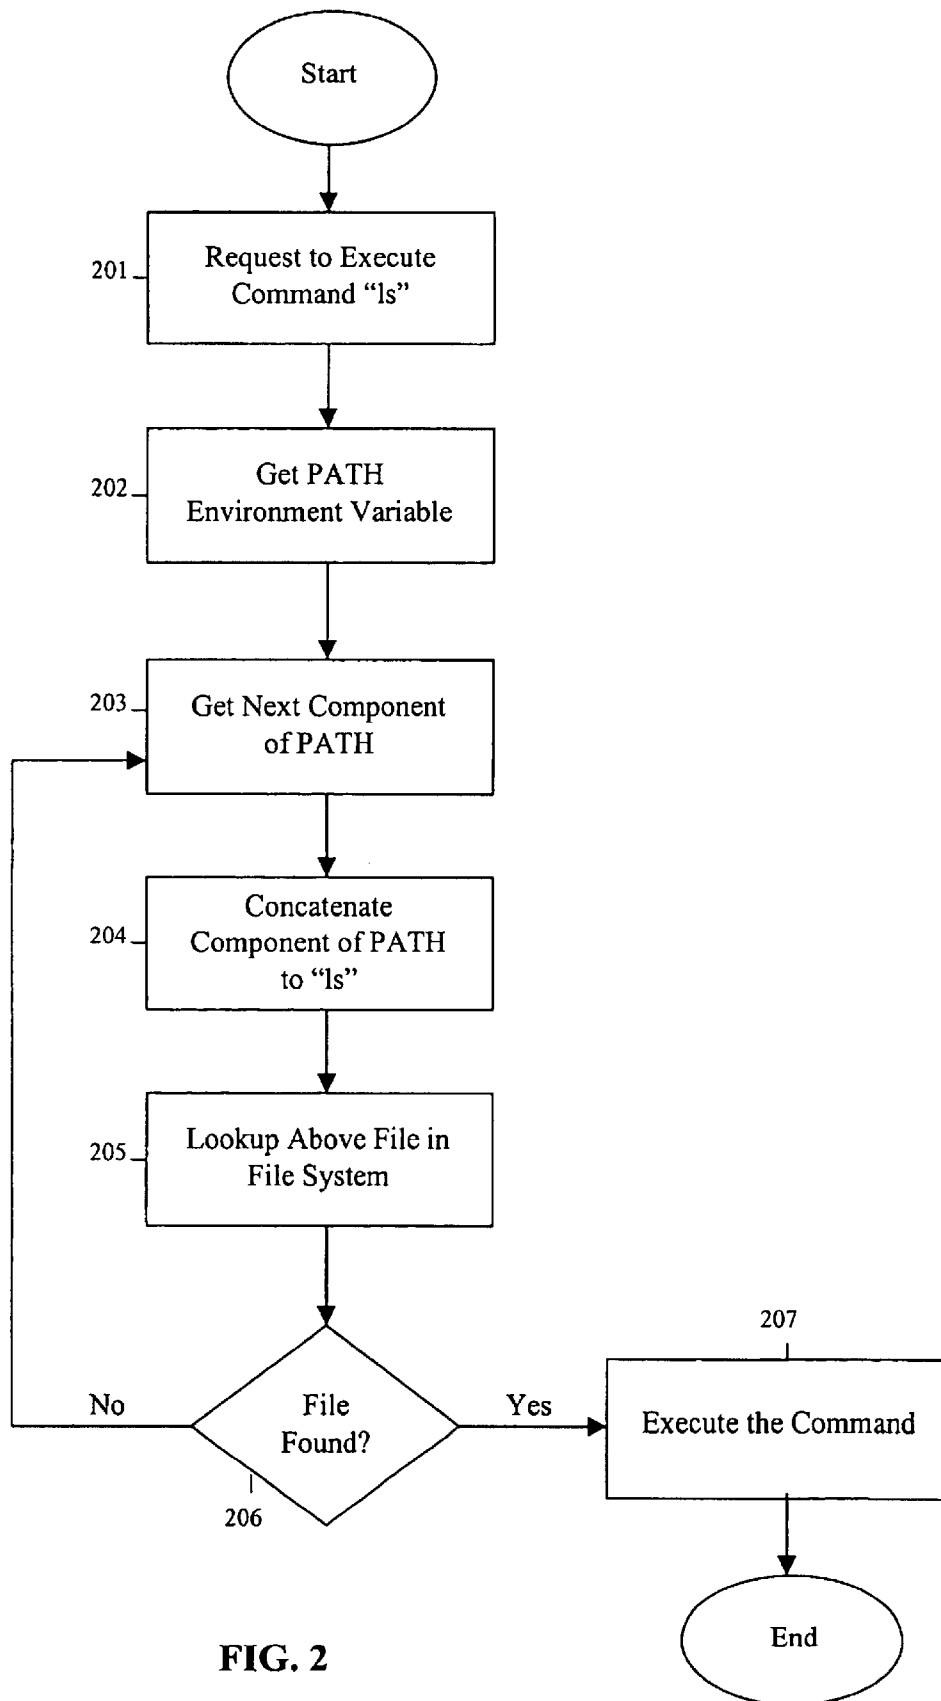 Start
201
Request to Execute
Command “ls”
202
Get PATH
Environment Variable
203
Get Next Component
of PATH
204
Concatenate
Component of PATH
to “ls”
205
Lookup Above File in
File System
No
File
Found?
206
Yes
207
Execute the Command
End
FIG. 2